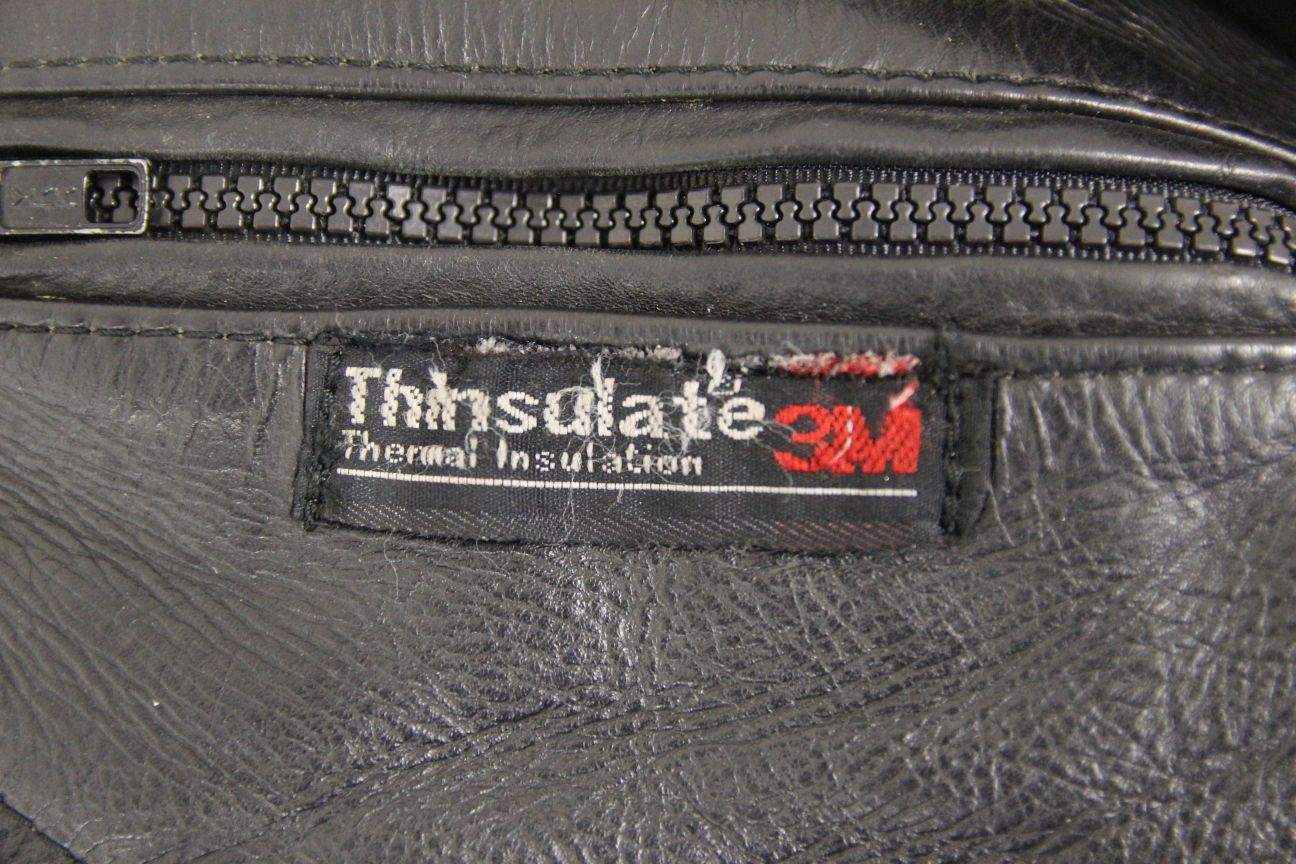 Thinsulate
3M
Thermal Insulation